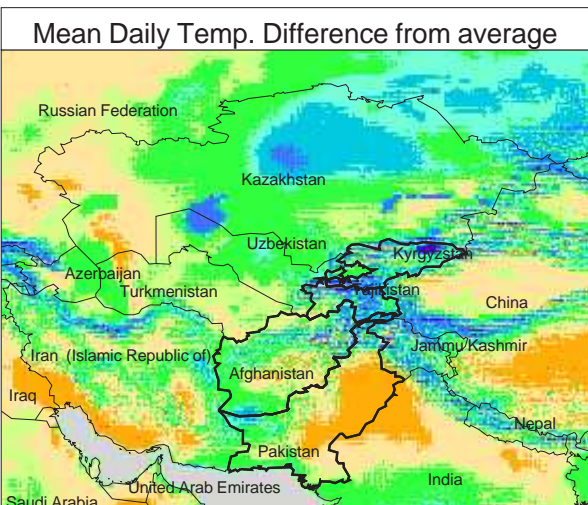 Mean Daily Temp. Difference from average
Russian Federation
Kazakhstan
Uzbekistan
Kyrgyzstan
Azerbaijan
Turkmenistan
Tajikistan
China
Iran (Islamic Republic of)
Jammu/Kashmir
Afghanistan
Iraq
Nepal
Pakistan
India
United Arab Emirates
Saudi Arabia